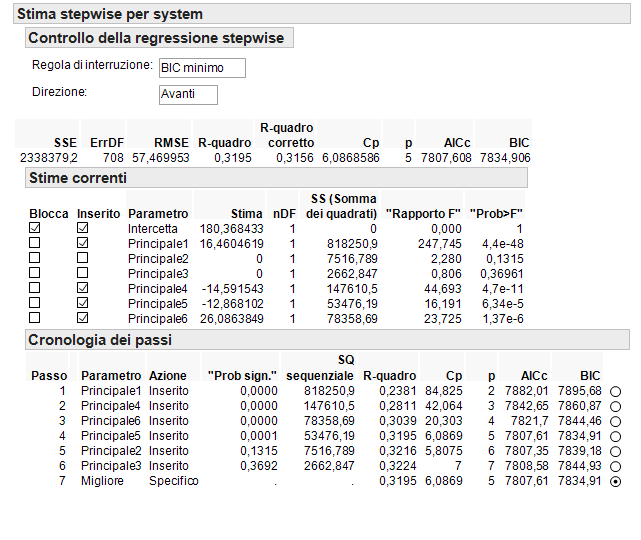 Stima stepwise per system
Controllo della regressione stepwise
Regola di interruzione: BIC minimo
Direzione: Avanti
SSE ErrDF RMSE R-quadro R-quadro corretto Cp p AICc BIC
2338379,2 708 57,469953 0,3195 0,3156 6,0868586 5 7807,608 7834,906
Stime correnti
Blocca Inserito Parametro Stima nDF SS (Somma dei quadrati) "Rapporto F" "Prob>F"
Intercetta 180,368433 1 0 0,000 1
Principale1 16,4604619 1 818250,9 247,745 4,4e-48
Principale2 0 1 7516,789 2,280 0,1315
Principale3 0 1 2662,847 0,806 0,36961
Principale4 -14,591543 1 147610,5 44,693 4,7e-11
Principale5 -12,868102 1 53476,19 16,191 6,34e-5
Principale6 26,0863849 1 78358,69 23,725 1,37e-6
Cronologia dei passi
Passo Parametro Azione "Prob sign." SQ sequenziale R-quadro Cp p AICc BIC
1 Principale1 Inserito 0,0000 818250,9 0,2381 84,825 2 7882,01 7895,68
2 Principale4 Inserito 0,0000 147610,5 0,2811 42,064 3 7842,65 7860,87
3 Principale6 Inserito 0,0000 78358,69 0,3039 20,303 4 7821,7 7844,46
4 Principale5 Inserito 0,0001 53476,19 0,3195 6,0869 5 7807,61 7834,91
5 Principale2 Inserito 0,1315 7516,789 0,3216 5,8075 6 7807,35 7839,18
6 Principale3 Inserito 0,3692 2662,847 0,3224 7 7 7808,58 7844,93
7 Migliore Specifico . . 0,3195 6,0869 5 7807,61 7834,91